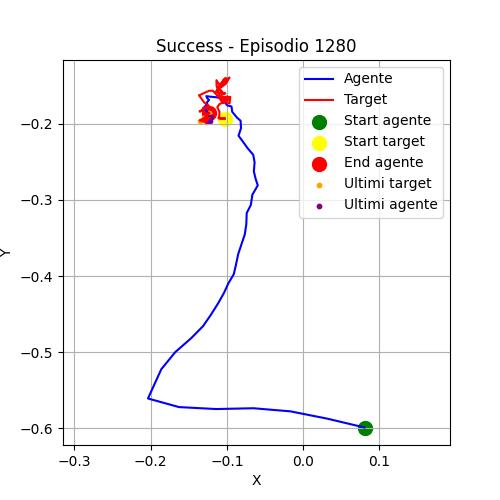 Success - Episodio 1280
Agente
Target
Start agente
Start target
End agente
Ultimi target
Ultimi agente
Y
−0.2
−0.3
−0.4
−0.5
−0.6
−0.3
−0.2
−0.1
0.0
0.1
X